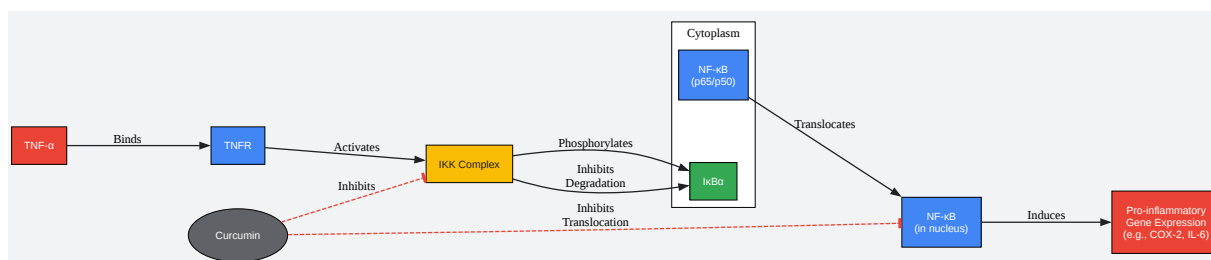 Cytoplasm
NF-κB
(p65/p50)
TNF-α
Binds
TNFR
Activates
IKK Complex
Phosphorylates
Inhibits
Degradation
IκBα
Translocates
Inhibits
Curcumin
Inhibits
Translocation
NF-κB
(in nucleus)
Induces
Pro-inflammatory
Gene Expression
(e.g., COX-2, IL-6)